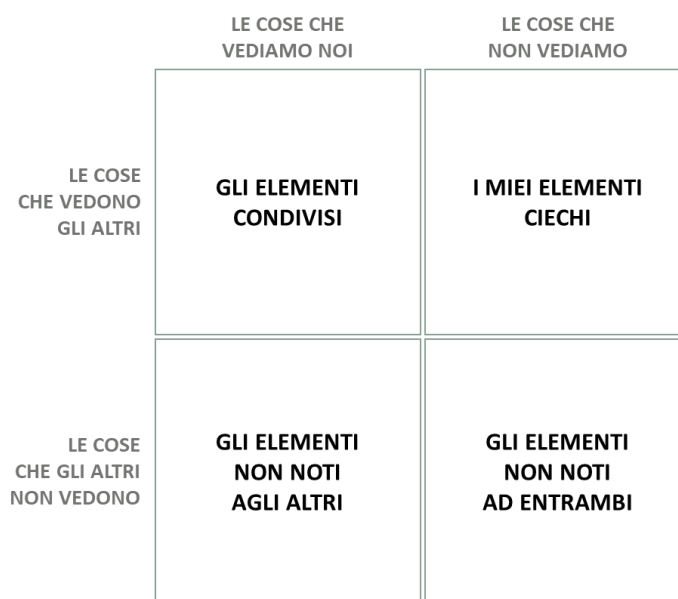 LE COSE CHE
VEDIAMO NOI
LE COSE CHE
NON VEDIAMO
LE COSE
CHE VEDONO
GLI ALTRI
GLI ELEMENTI
CONDIVISI
I MIEI ELEMENTI
CIECHI
LE COSE
CHE GLI ALTRI
NON VEDONO
GLI ELEMENTI
NON NOTI
AGLI ALTRI
GLI ELEMENTI
NON NOTI
AD ENTRAMBI